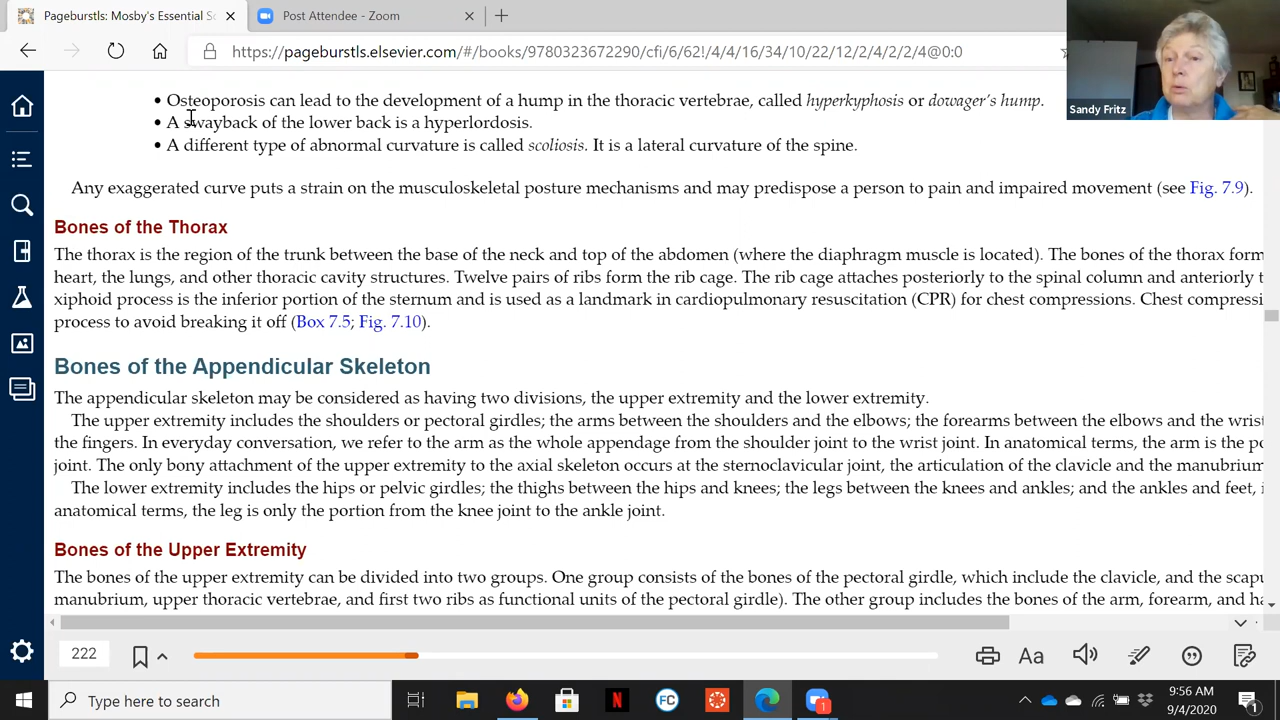 Pageburstls: Mosby's Essential Sc
Post Attendee - Zoom
https://pageburstls.elsevier.com/#/books/9780323672290/cfi/6/62!/4/4/16/34/10/22/12/2/4/2/2/4@0:0
Sandy Fritz
• Osteoporosis can lead to the development of a hump in the thoracic vertebrae, called hyperkyphosis or dowager's hump.
• A swayback of the lower back is a hyperlordosis.
• A different type of abnormal curvature is called scoliosis. It is a lateral curvature of the spine.
Any exaggerated curve puts a strain on the musculoskeletal posture mechanisms and may predispose a person to pain and impaired movement (see Fig. 7.9).
Bones of the Thorax
The thorax is the region of the trunk between the base of the neck and top of the abdomen (where the diaphragm muscle is located). The bones of the thorax form
heart, the lungs, and other thoracic cavity structures. Twelve pairs of ribs form the rib cage. The rib cage attaches posteriorly to the spinal column and anteriorly t
xiphoid process is the inferior portion of the sternum and is used as a landmark in cardiopulmonary resuscitation (CPR) for chest compressions. Chest compressi
process to avoid breaking it off (Box 7.5; Fig. 7.10).
Bones of the Appendicular Skeleton
The appendicular skeleton may be considered as having two divisions, the upper extremity and the lower extremity.
The upper extremity includes the shoulders or pectoral girdles; the arms between the shoulders and the elbows; the forearms between the elbows and the wrist
the fingers. In everyday conversation, we refer to the arm as the whole appendage from the shoulder joint to the wrist joint. In anatomical terms, the arm is the po
joint. The only bony attachment of the upper extremity to the axial skeleton occurs at the sternoclavicular joint, the articulation of the clavicle and the manubrium
The lower extremity includes the hips or pelvic girdles; the thighs between the hips and knees; the legs between the knees and ankles; and the ankles and feet, i
anatomical terms, the leg is only the portion from the knee joint to the ankle joint.
Bones of the Upper Extremity
The bones of the upper extremity can be divided into two groups. One group consists of the bones of the pectoral girdle, which include the clavicle, and the scapu
manubrium, upper thoracic vertebrae, and first two ribs as functional units of the pectoral girdle). The other group includes the bones of the arm, forearm, and ha
222
Aa
Type here to search
N
FC
1
9:56 AM
9/4/2020
1